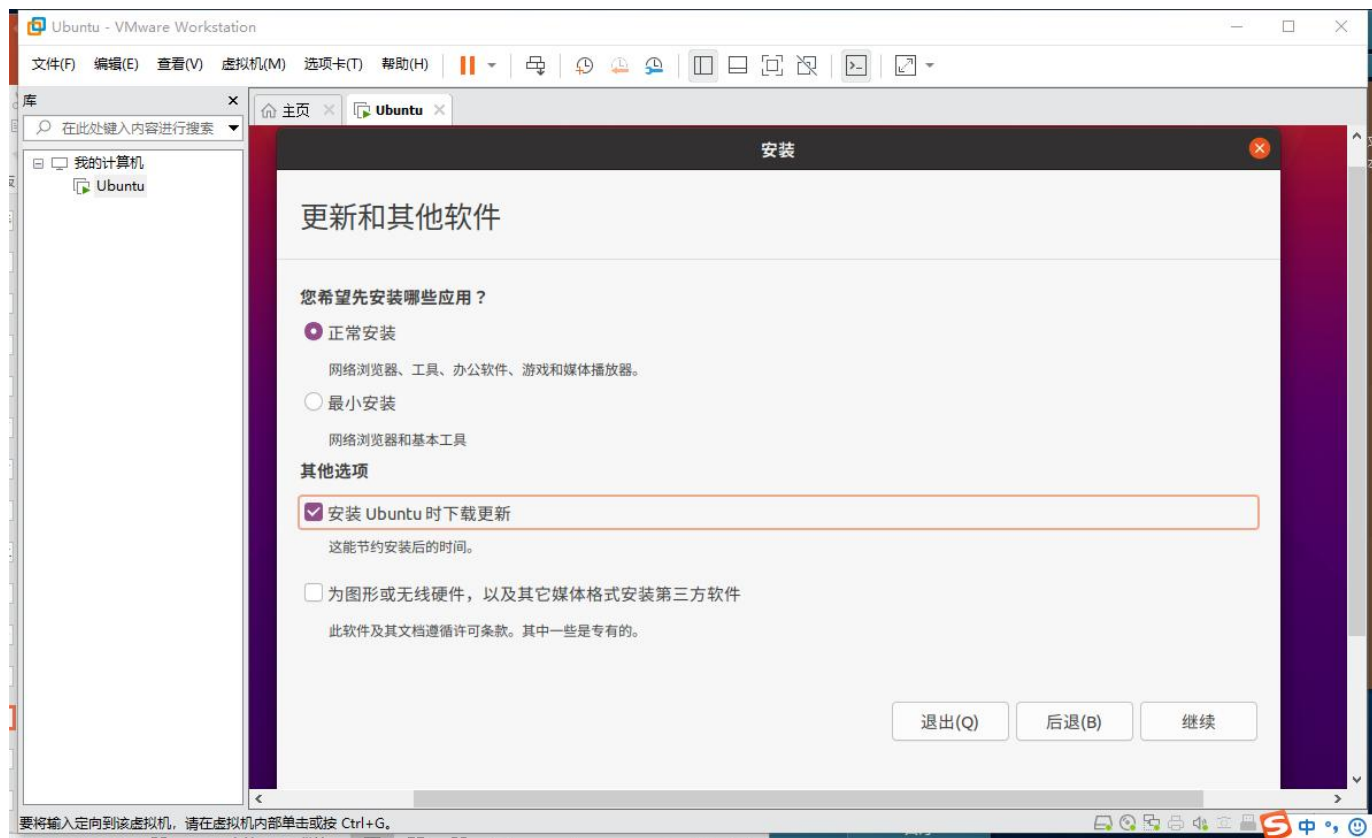 Ubuntu - VMware Workstation
文件(F) 编辑(E) 查看(V) 虚拟机(M) 选项卡(T) 帮助(H)
库
主页 Ubuntu
在此处键入内容进行搜索
我的计算机
Ubuntu
安装
更新和其他软件
您希望先安装哪些应用？
正常安装
网络浏览器、工具、办公软件、游戏和媒体播放器。
最小安装
网络浏览器和基本工具
其他选项
安装 Ubuntu 时下载更新
这能节约安装后的时间。
为图形或无线硬件，以及其它媒体格式安装第三方软件
此软件及其文档遵循许可条款。其中一些是专有的。
退出(Q) 后退(B) 继续
要将输入定向到该虚拟机，请在虚拟机内部单击或按 Ctrl+G。
中